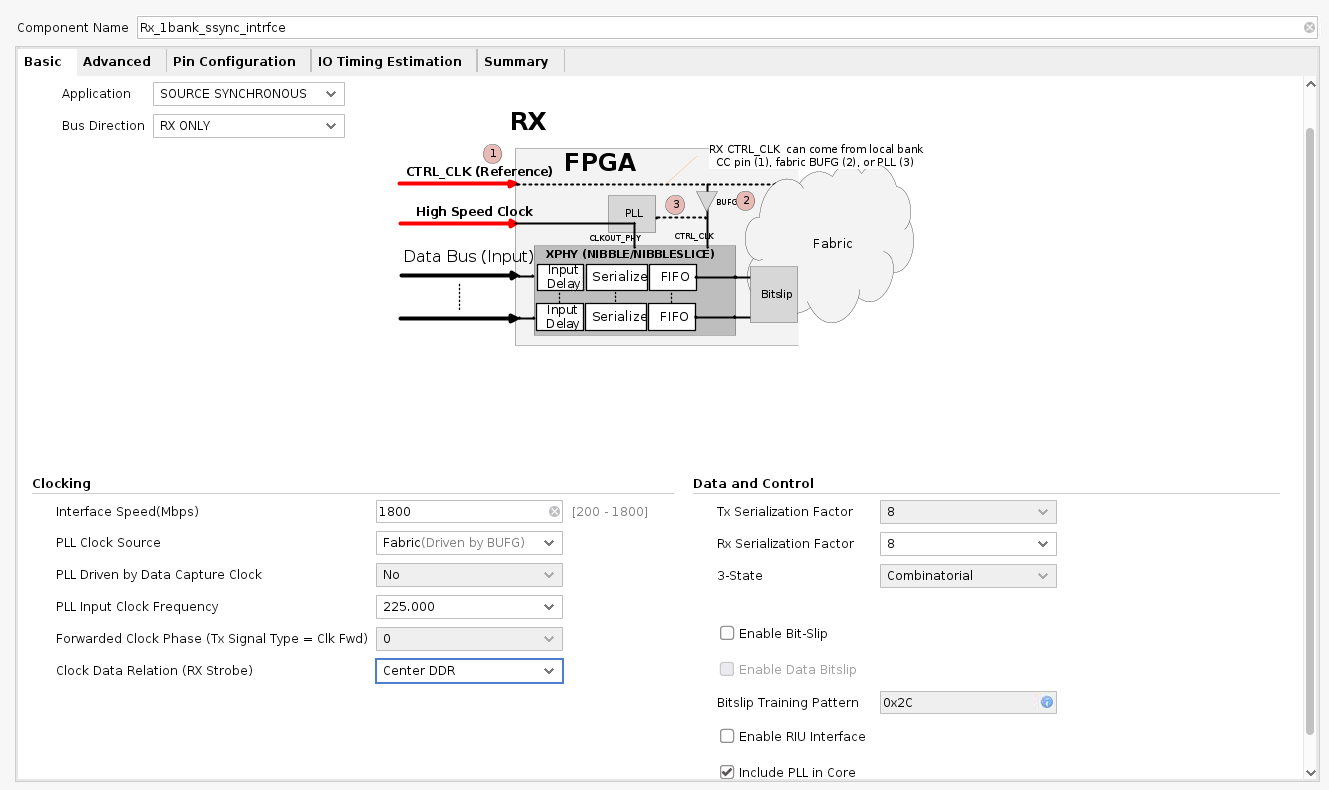 Component Name Rx_1bank_ssync_intrfce
Basic Advanced Pin Configuration IO Timing Estimation Summary
Application SOURCE SYNCHRONOUS
Bus Direction RX ONLY
RX
1
FPGA
RX CTRL_CLK can come from local bank
CC pin (1), fabric BUFG (2), or PLL (3)
CTRL_CLK (Reference)
High Speed Clock
PLL
3
BUFG
2
CLKOUT_PHY
CTRL_CLK
Fabric
Data Bus (Input)
XPHY (NIBBLE/NIBBLESLICE)
Input
Delay
Serialize
FIFO
Bitslip
Input
Delay
Serialize
FIFO
Clocking
Interface Speed(Mbps) 1800 [200 - 1800]
PLL Clock Source Fabric(Driven by BUFG)
PLL Driven by Data Capture Clock No
PLL Input Clock Frequency 225.000
Forwarded Clock Phase (Tx Signal Type = Clk Fwd) 0
Clock Data Relation (RX Strobe) Center DDR
Data and Control
Tx Serialization Factor 8
Rx Serialization Factor 8
3-State Combinatorial
Enable Bit-Slip
Enable Data Bitslip
Bitslip Training Pattern 0x2C
Enable RIU Interface
Include PLL in Core